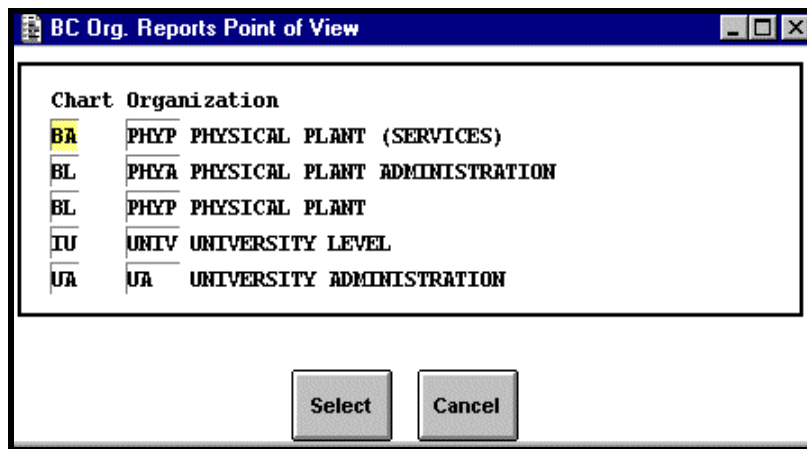 BC Org. Reports Point of View
Chart Organization
BA PHYP PHYSICAL PLANT (SERVICES)
BL PHYA PHYSICAL PLANT ADMINISTRATION
BL PHYP PHYSICAL PLANT
IU UNIV UNIVERSITY LEVEL
UA UA UNIVERSITY ADMINISTRATION
Select Cancel